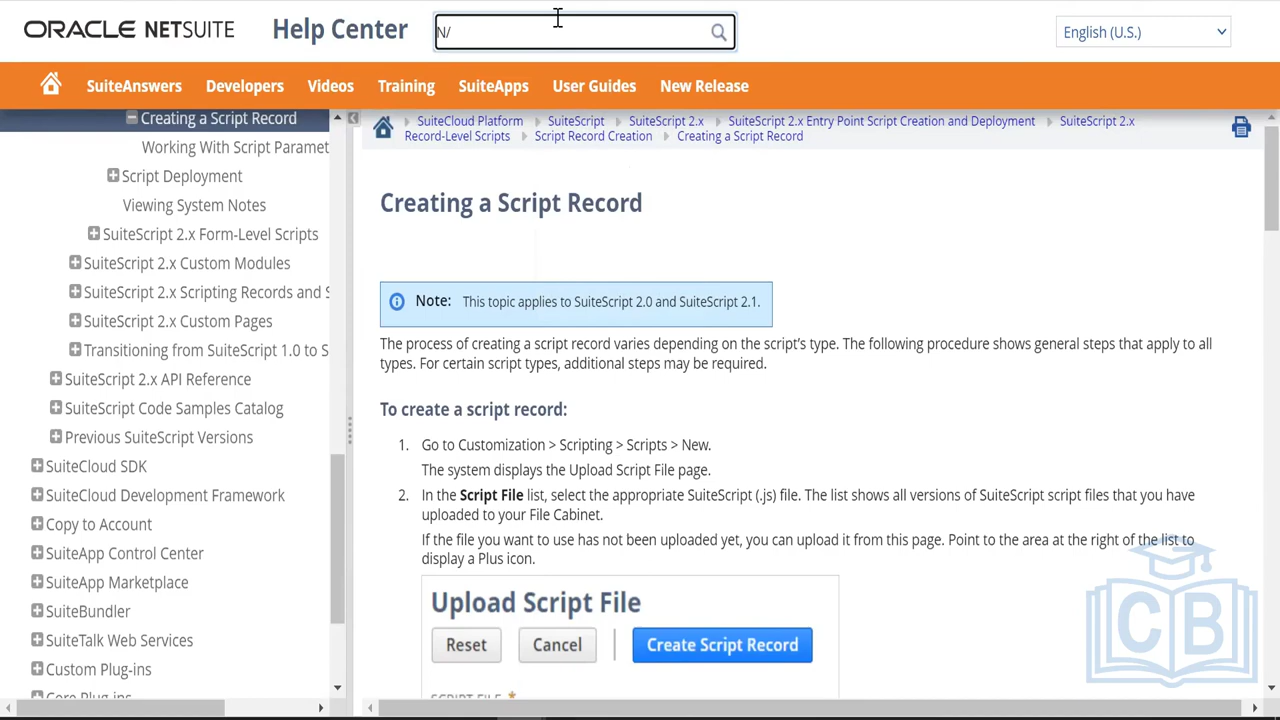 ORACLE NETSUITE
Help Center
N/
English (U.S.)
SuiteAnswers
Developers
Videos
Training
SuiteApps
User Guides
New Release
Creating a Script Record
Working With Script Paramet
Script Deployment
Viewing System Notes
SuiteScript 2.x Form-Level Scripts
SuiteScript 2.x Custom Modules
SuiteScript 2.x Scripting Records and S
SuiteScript 2.x Custom Pages
Transitioning from SuiteScript 1.0 to S
SuiteScript 2.x API Reference
SuiteScript Code Samples Catalog
Previous SuiteScript Versions
SuiteCloud SDK
SuiteCloud Development Framework
Copy to Account
SuiteApp Control Center
SuiteApp Marketplace
SuiteBundler
SuiteTalk Web Services
Custom Plug-ins
Core Plug-ins
SuiteCloud Platform
SuiteScript
SuiteScript 2.x
SuiteScript 2.x Entry Point Script Creation and Deployment
SuiteScript 2.x
Record-Level Scripts
Script Record Creation
Creating a Script Record
Creating a Script Record
Note: This topic applies to SuiteScript 2.0 and SuiteScript 2.1.
The process of creating a script record varies depending on the script's type. The following procedure shows general steps that apply to all
types. For certain script types, additional steps may be required.
To create a script record:
1. Go to Customization > Scripting > Scripts > New.
The system displays the Upload Script File page.
2. In the Script File list, select the appropriate SuiteScript (.js) file. The list shows all versions of SuiteScript script files that you have
uploaded to your File Cabinet.
If the file you want to use has not been uploaded yet, you can upload it from this page. Point to the area at the right of the list to
display a Plus icon.
Upload Script File
Reset
Cancel
Create Script Record
SCRIPT FILE *
CB